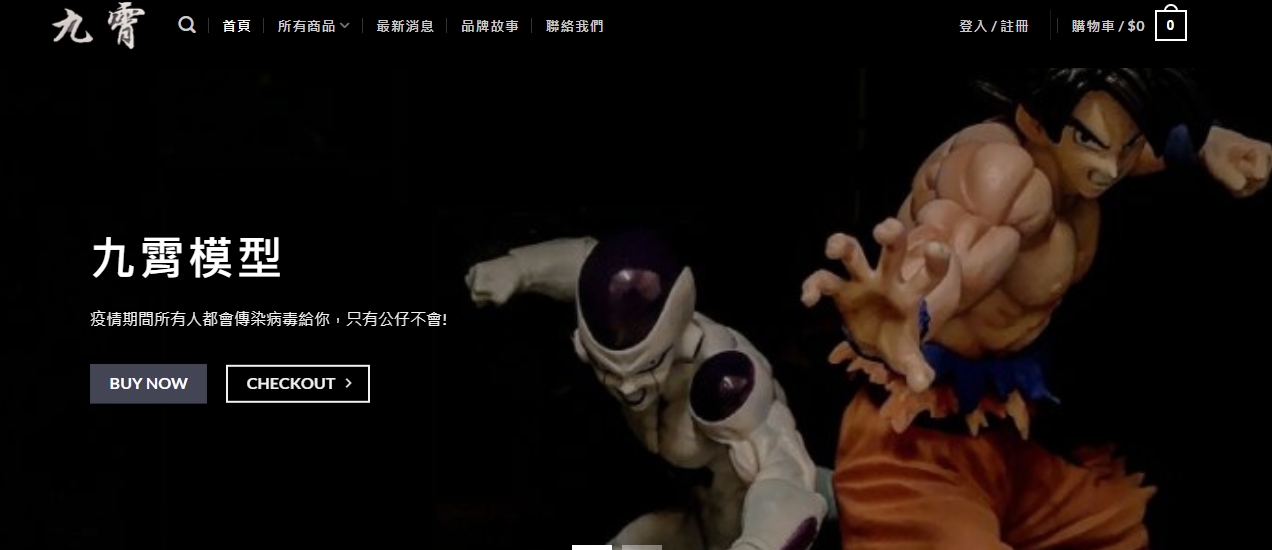 九霄
首頁
所有商品
最新消息
品牌故事
聯絡我們
登入 / 註冊
購物車 / $0
0
九霄模型
疫情期間所有人都會傳染病毒給你，只有公仔不會!
BUY NOW
CHECKOUT